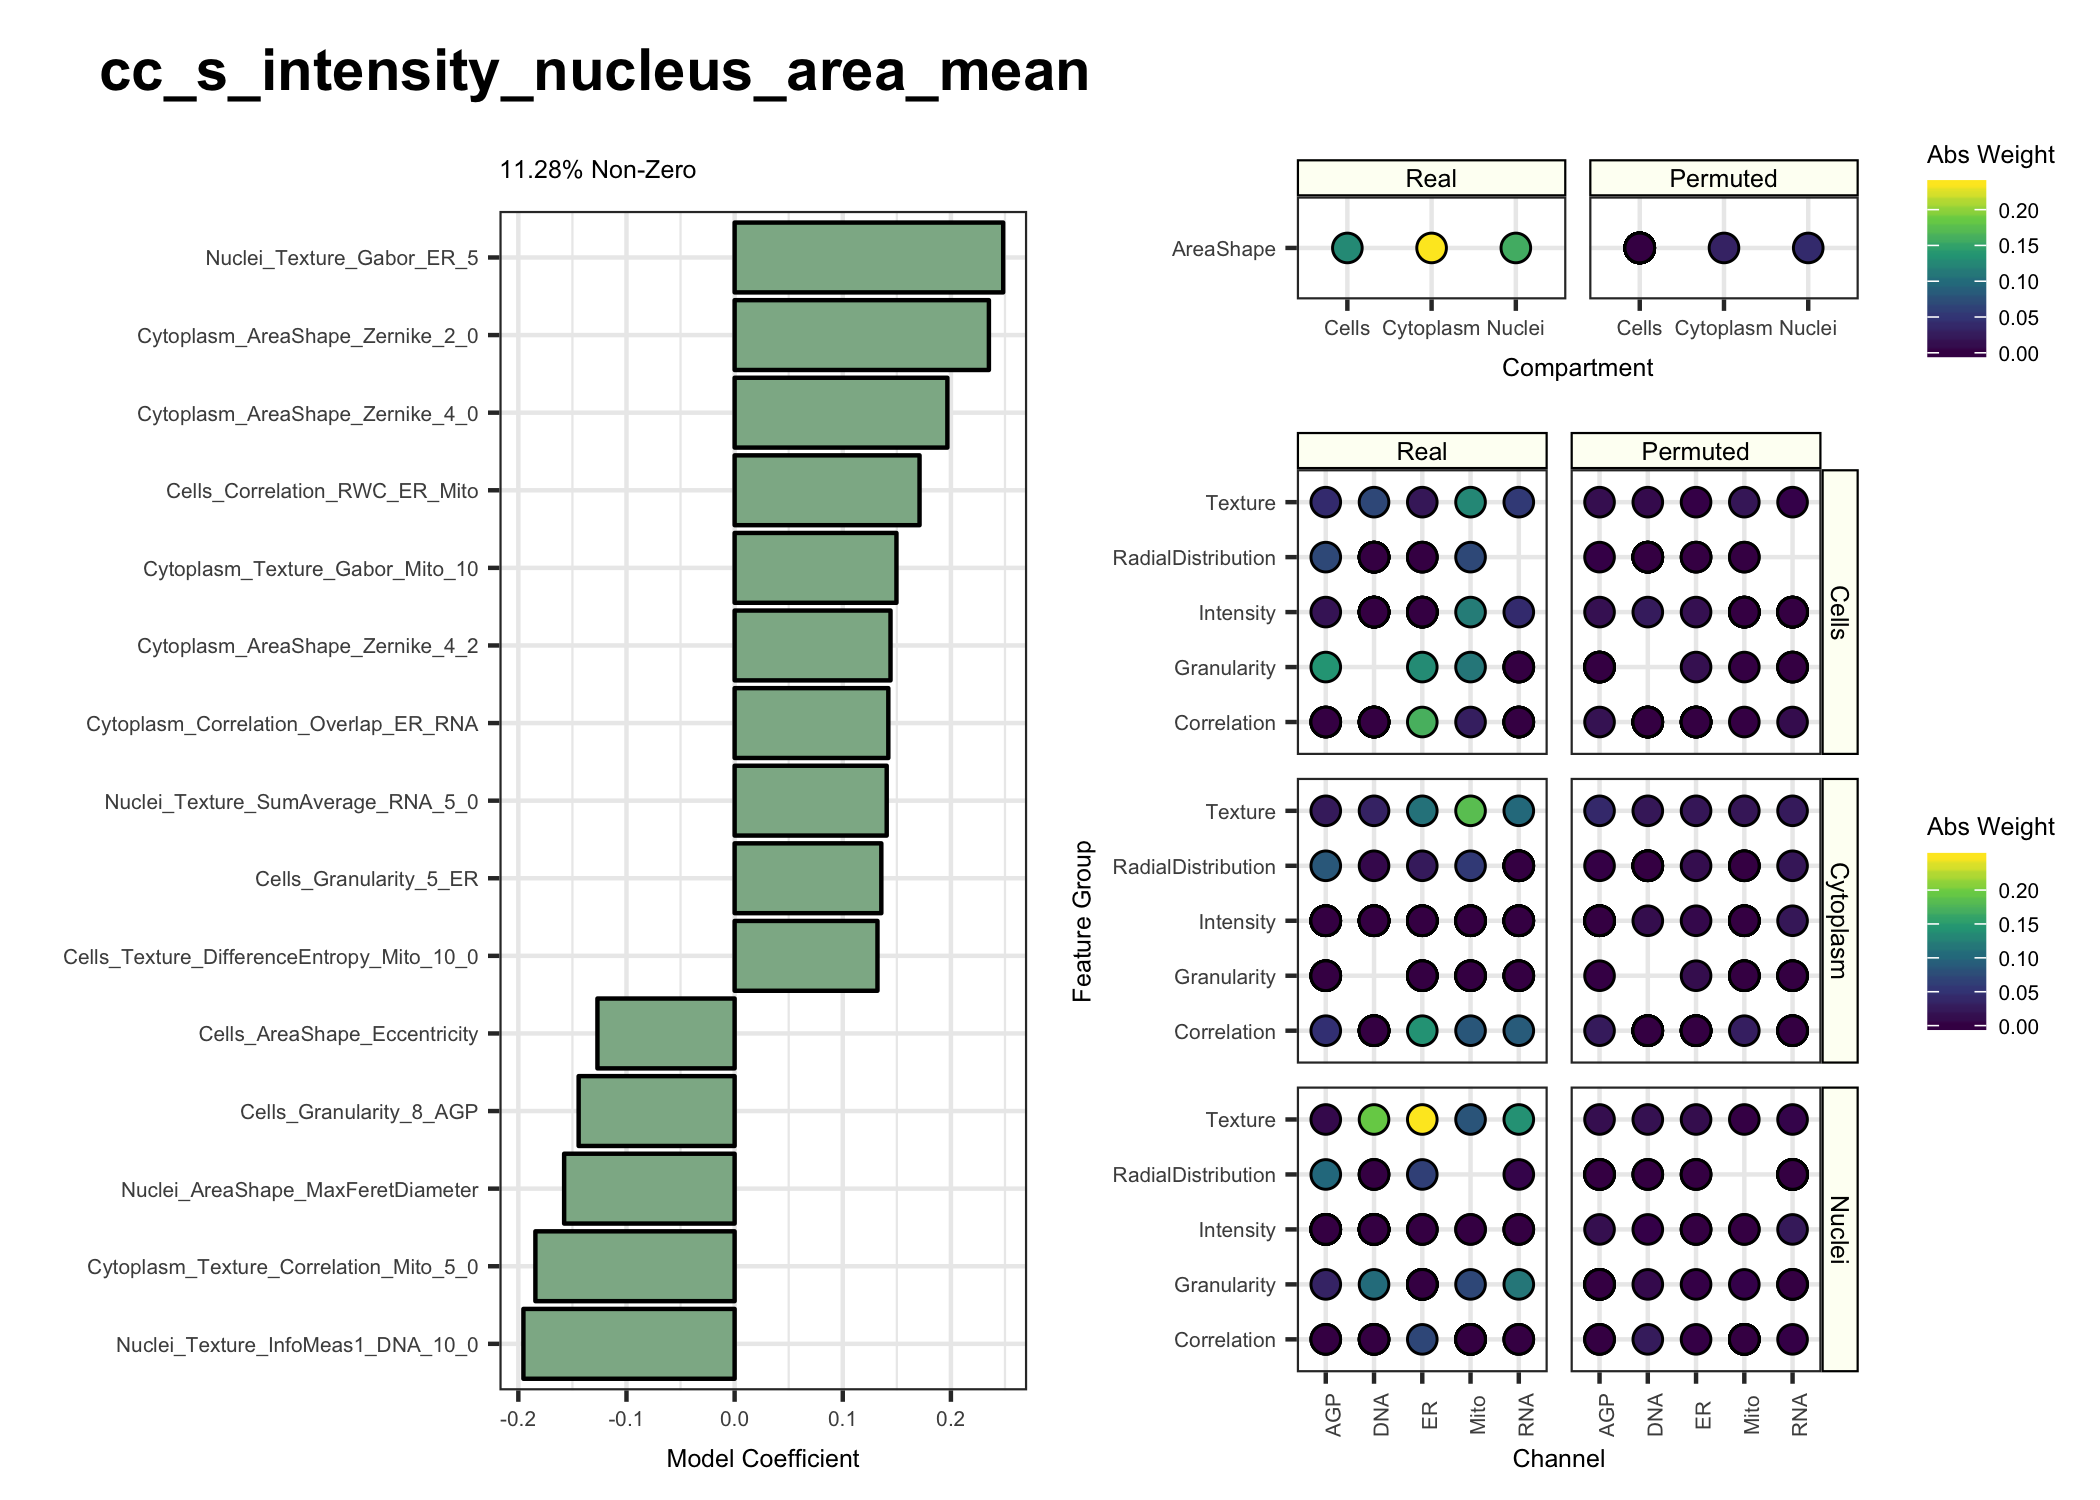 cc_s_intensity_nucleus_area_mean
11.28% Non-Zero
Nuclei_Texture_Gabor_ER_5
Cytoplasm_AreaShape_Zernike_2_0
Cytoplasm_AreaShape_Zernike_4_0
Cells_Correlation_RWC_ER_Mito
Cytoplasm_Texture_Gabor_Mito_10
Cytoplasm_AreaShape_Zernike_4_2
Cytoplasm_Correlation_Overlap_ER_RNA
Nuclei_Texture_SumAverage_RNA_5_0
Cells_Granularity_5_ER
Cells_Texture_DifferenceEntropy_Mito_10_0
Cells_AreaShape_Eccentricity
Cells_Granularity_8_AGP
Nuclei_AreaShape_MaxFeretDiameter
Cytoplasm_Texture_Correlation_Mito_5_0
Nuclei_Texture_InfoMeas1_DNA_10_0
-0.2 -0.1 0.0 0.1 0.2
Model Coefficient
Real Permuted
AreaShape
Cells Cytoplasm Nuclei Cells Cytoplasm Nuclei
Compartment
Abs Weight
0.20
0.15
0.10
0.05
0.00
Feature Group
Real Permuted
Texture
RadialDistribution
Intensity
Granularity
Correlation
Cells
Texture
RadialDistribution
Intensity
Granularity
Correlation
Cytoplasm
Texture
RadialDistribution
Intensity
Granularity
Correlation
Nuclei
AGP DNA ER Mito RNA AGP DNA ER Mito RNA
Channel
Abs Weight
0.20
0.15
0.10
0.05
0.00